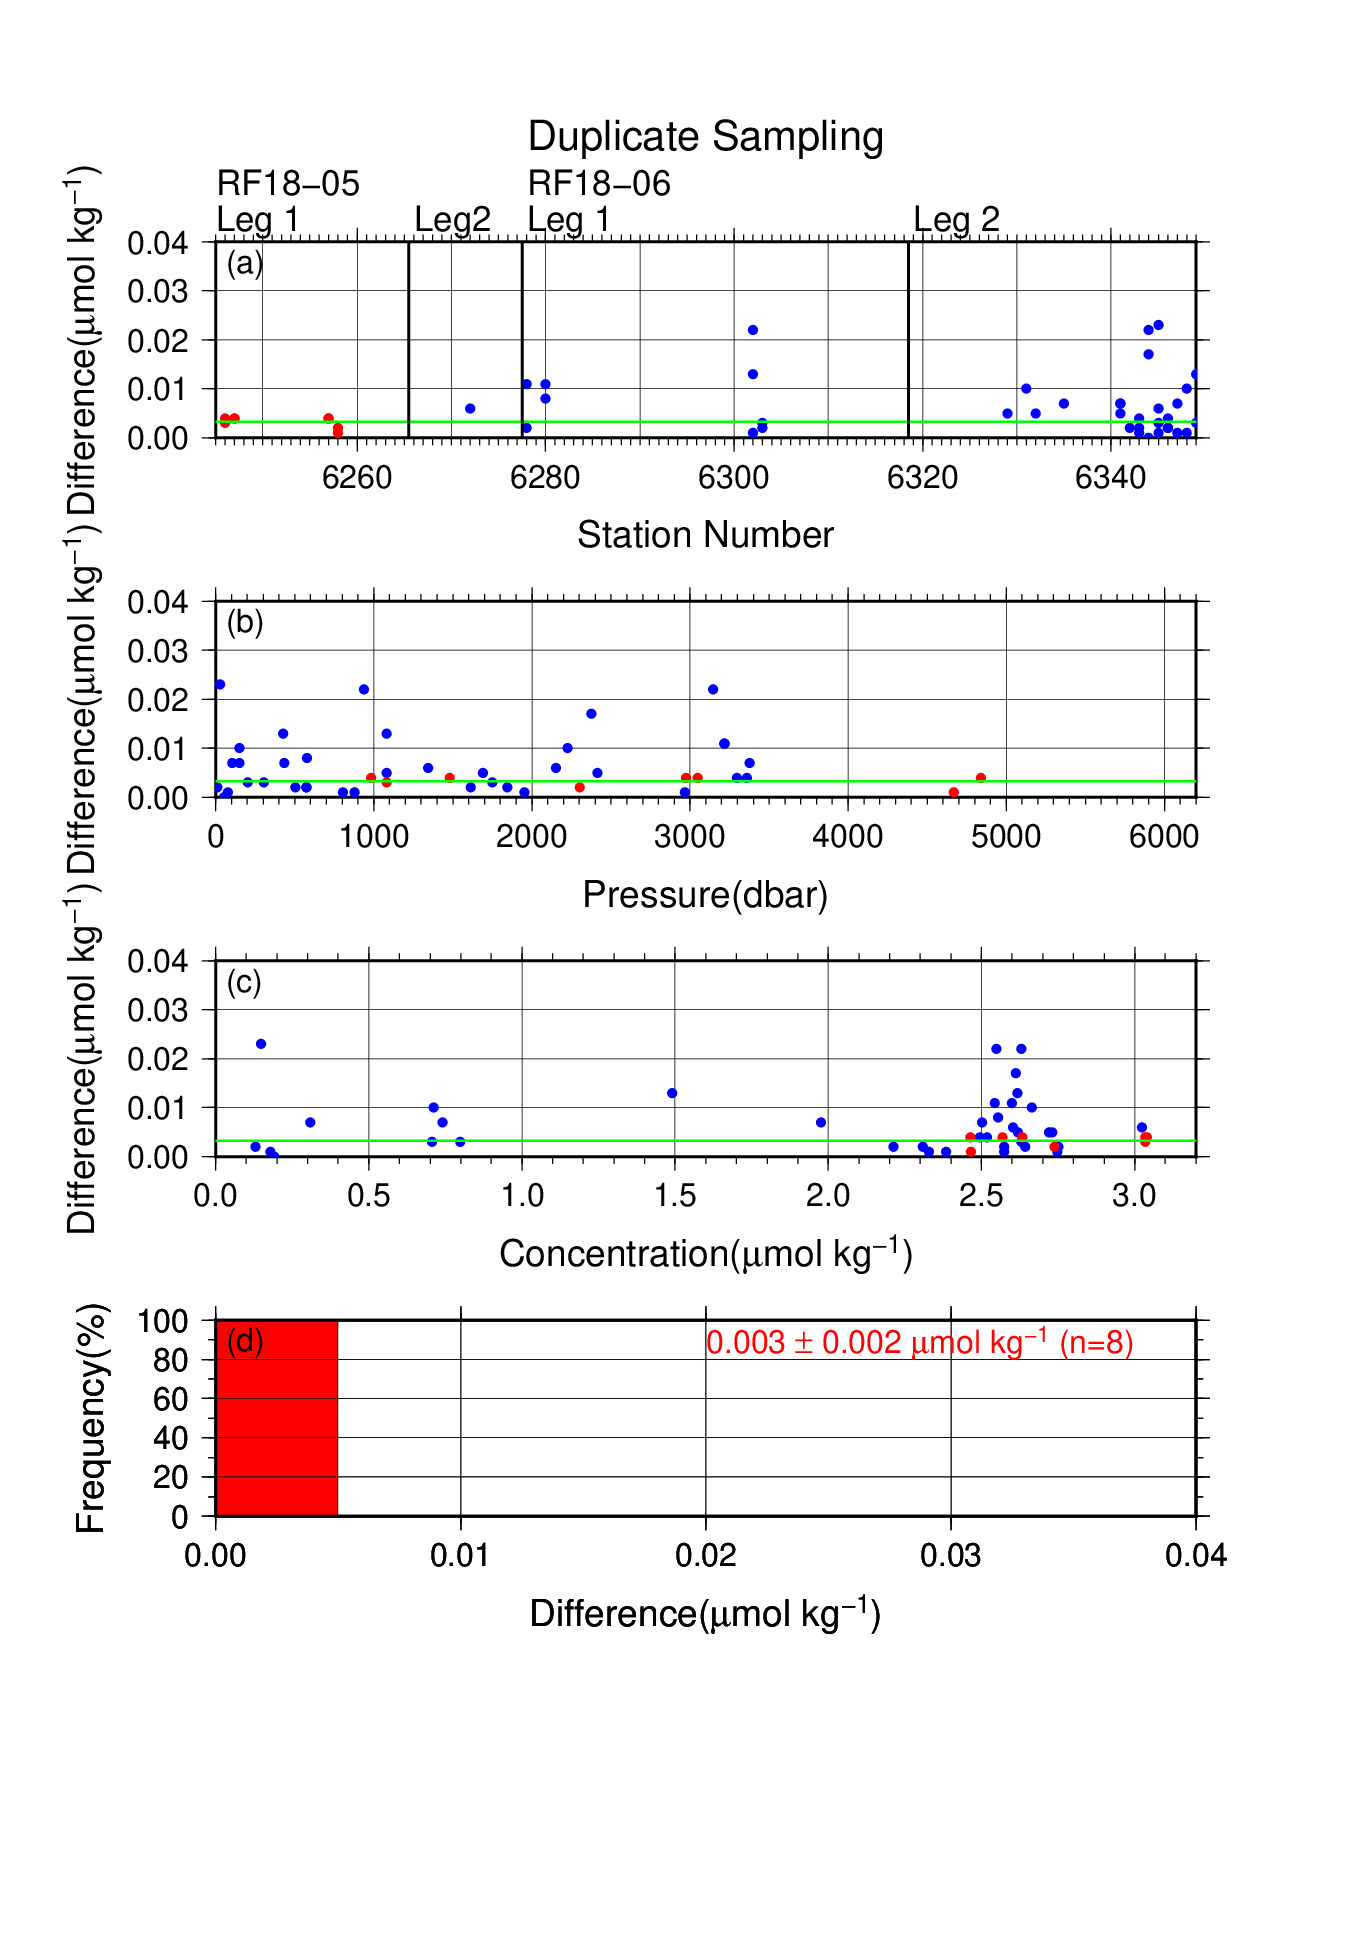 Duplicate Sampling
RF18−05 RF18−06
Leg 1 Leg2 Leg 1 Leg 2
(a)
Difference(μmol kg⁻¹)
0.04
0.03
0.02
0.01
0.00
6260 6280 6300 6320 6340
Station Number
(b)
Difference(μmol kg⁻¹)
0.04
0.03
0.02
0.01
0.00
0 1000 2000 3000 4000 5000 6000
Pressure(dbar)
(c)
Difference(μmol kg⁻¹)
0.04
0.03
0.02
0.01
0.00
0.0 0.5 1.0 1.5 2.0 2.5 3.0
Concentration(μmol kg⁻¹)
(d)
0.003 ± 0.002 μmol kg⁻¹ (n=8)
Frequency(%)
100
80
60
40
20
0
0.00 0.01 0.02 0.03 0.04
Difference(μmol kg⁻¹)